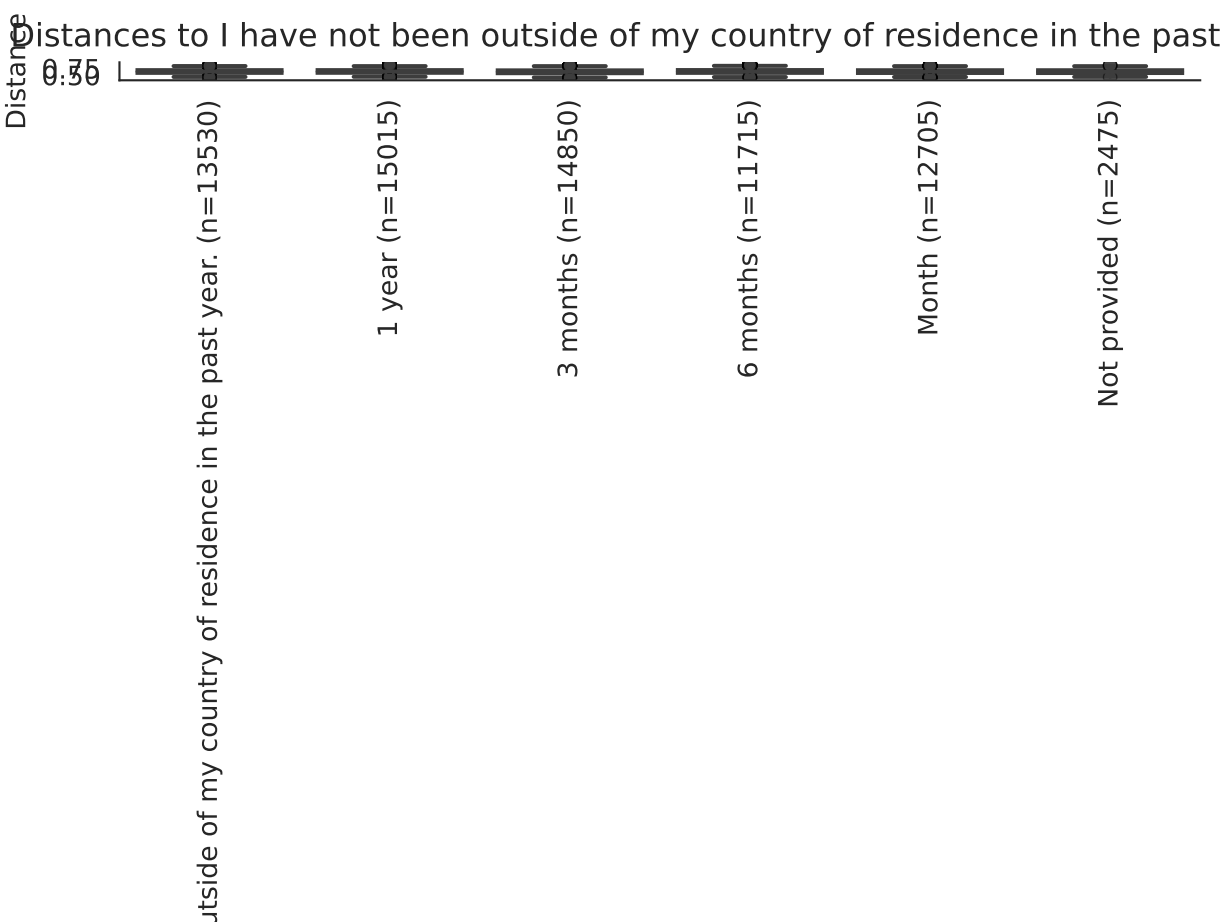 Distances to I have not been outside of my country of residence in the past
Distance
0.75
0.50
outside of my country of residence in the past year. (n=13530)
1 year (n=15015)
3 months (n=14850)
6 months (n=11715)
Month (n=12705)
Not provided (n=2475)